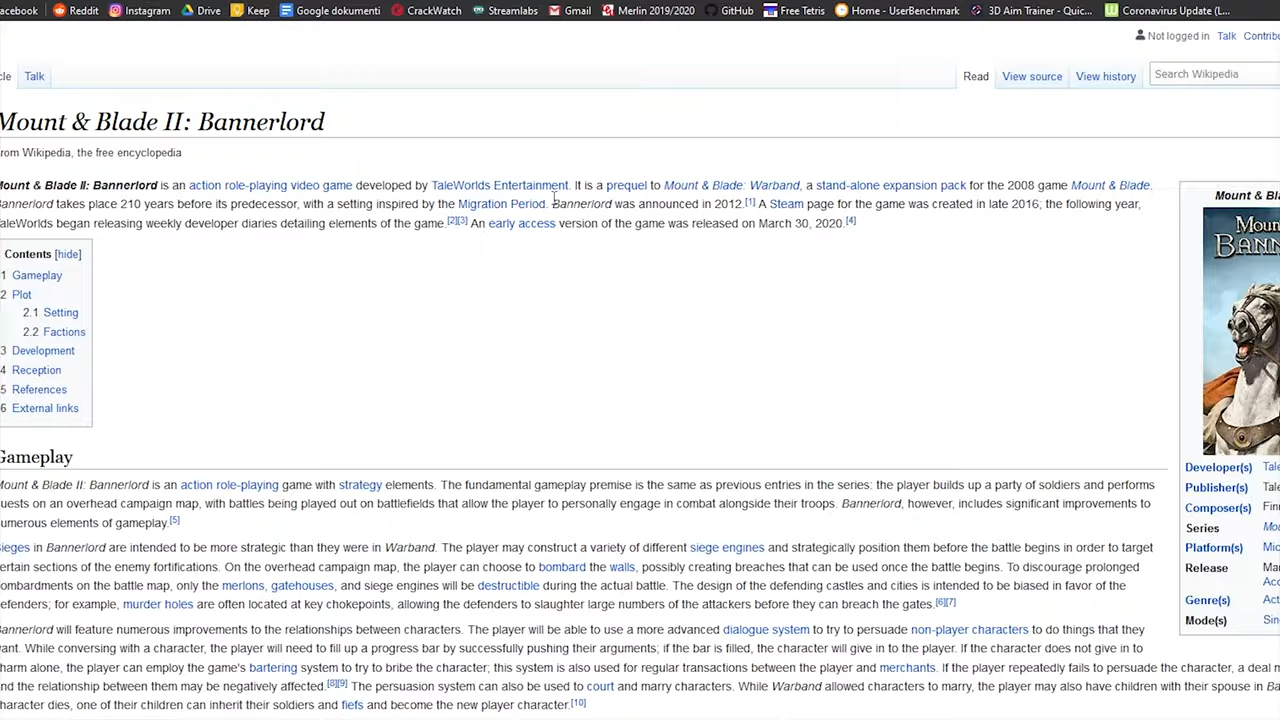 acebook Reddit Instagram Drive Keep Google dokumenti CrackWatch Streamlabs Gmail Merlin 2019/2020 GitHub Free Tetris Home - UserBenchmark 3D Aim Trainer - Quic... Coronavirus Update (L...
Not logged in Talk Contribu
cle Talk Read View source View history Search Wikipedia
Mount & Blade II: Bannerlord
rom Wikipedia, the free encyclopedia
Mount & Blade II: Bannerlord is an action role-playing video game developed by TaleWorlds Entertainment. It is a prequel to Mount & Blade: Warband, a stand-alone expansion pack for the 2008 game Mount & Blade.
Bannerlord takes place 210 years before its predecessor, with a setting inspired by the Migration Period. Bannerlord was announced in 2012.[1] A Steam page for the game was created in late 2016; the following year,
TaleWorlds began releasing weekly developer diaries detailing elements of the game.[2][3] An early access version of the game was released on March 30, 2020.[4]
Contents [hide]
1 Gameplay
2 Plot
2.1 Setting
2.2 Factions
3 Development
4 Reception
5 References
6 External links
Mount & Bla
Moun
BANN
Gameplay
Mount & Blade II: Bannerlord is an action role-playing game with strategy elements. The fundamental gameplay premise is the same as previous entries in the series: the player builds up a party of soldiers and performs
uests on an overhead campaign map, with battles being played out on battlefields that allow the player to personally engage in combat alongside their troops. Bannerlord, however, includes significant improvements to
umerous elements of gameplay.[5]
Sieges in Bannerlord are intended to be more strategic than they were in Warband. The player may construct a variety of different siege engines and strategically position them before the battle begins in order to target
ertain sections of the enemy fortifications. On the overhead campaign map, the player can choose to bombard the walls, possibly creating breaches that can be used once the battle begins. To discourage prolonged
ombardments on the battle map, only the merlons, gatehouses, and siege engines will be destructible during the actual battle. The design of the defending castles and cities is intended to be biased in favor of the
efenders; for example, murder holes are often located at key chokepoints, allowing the defenders to slaughter large numbers of the attackers before they can breach the gates.[6][7]
Bannerlord will feature numerous improvements to the relationships between characters. The player will be able to use a more advanced dialogue system to try to persuade non-player characters to do things that they
ant. While conversing with a character, the player will need to fill up a progress bar by successfully pushing their arguments; if the bar is filled, the character will give in to the player. If the character does not give in to
harm alone, the player can employ the game's bartering system to try to bribe the character; this system is also used for regular transactions between the player and merchants. If the player repeatedly fails to persuade the character, a deal m
nd the relationship between them may be negatively affected.[8][9] The persuasion system can also be used to court and marry characters. While Warband allowed characters to marry, the player may also have children with their spouse in Ba
haracter dies, one of their children can inherit their soldiers and fiefs and become the new player character.[10]
Developer(s) Tale
Publisher(s) Tale
Composer(s) Finn
Series Mou
Platform(s) Mic
Release Mar
Acc
Genre(s) Act
Mode(s) Sin